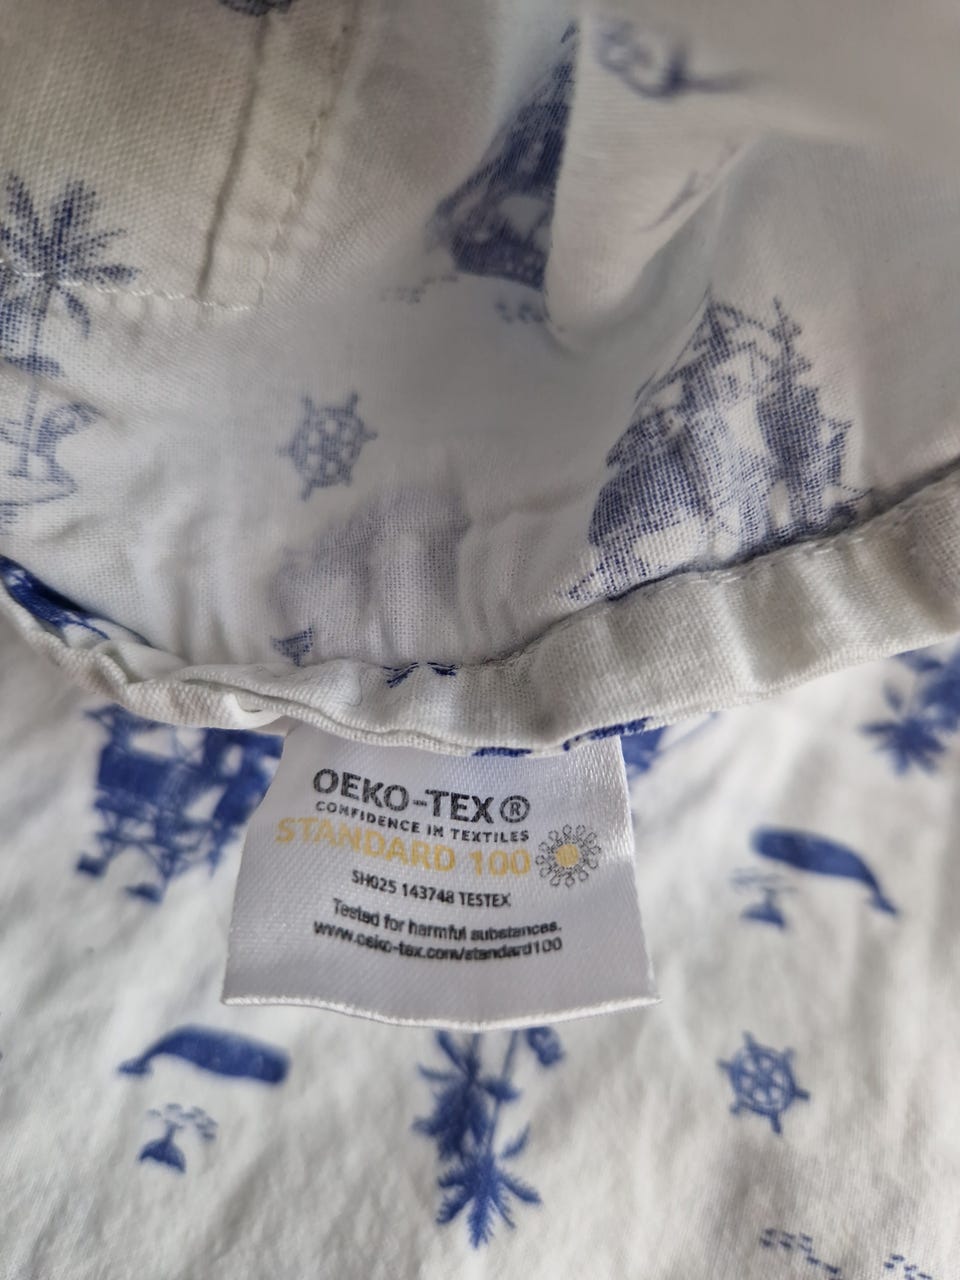 OEKO-TEX®
CONFIDENCE IN TEXTILES
STANDARD 100
SH025 143748 TESTEX
Tested for harmful substances.
www.oeko-tex.com/standard100